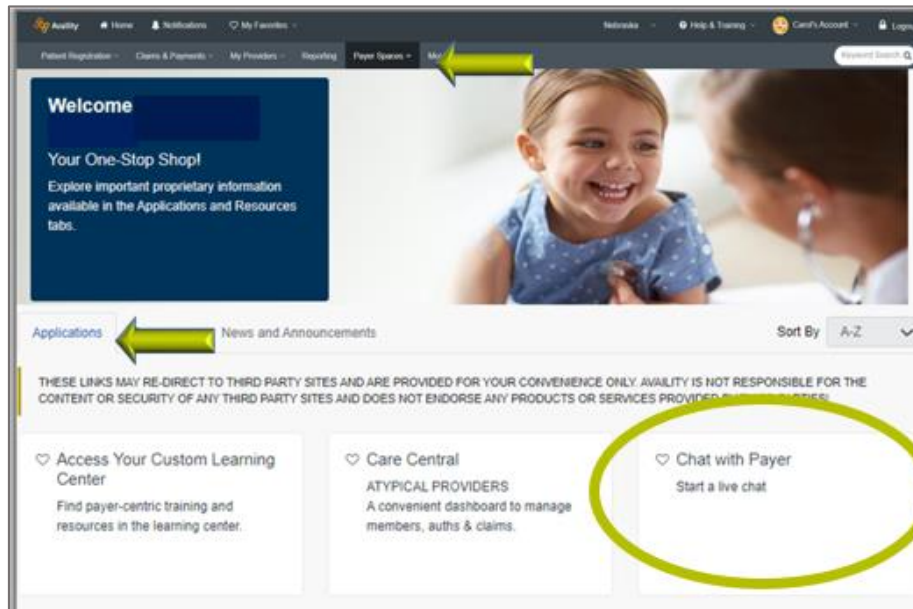 Availity Home Notifications My Favorites Nebraska Help & Training Carol's Account
Patient Registration Claims & Payments My Providers Reporting Payer Spaces Keyword Search
Welcome
Your One-Stop Shop!
Explore important proprietary information
available in the Applications and Resources
tabs.
Applications News and Announcements Sort By A-Z
THESE LINKS MAY RE-DIRECT TO THIRD PARTY SITES AND ARE PROVIDED FOR YOUR CONVENIENCE ONLY. AVAILITY IS NOT RESPONSIBLE FOR THE
CONTENT OR SECURITY OF ANY THIRD PARTY SITES AND DOES NOT ENDORSE ANY PRODUCTS OR SERVICES
Access Your Custom Learning
Center
Find payer-centric training and
resources in the learning center.
Care Central
ATYPICAL PROVIDERS
A convenient dashboard to manage
members, auths & claims.
Chat with Payer
Start a live chat